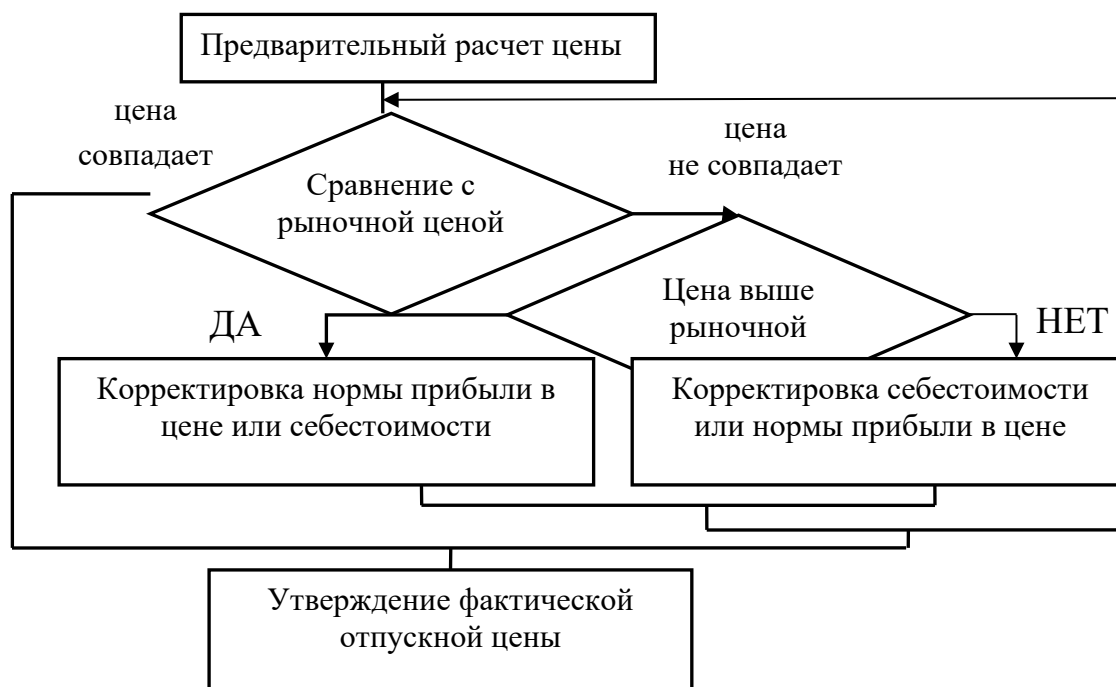 Предварительный расчет цены
цена
совпадает
цена
не совпадает
Сравнение с
рыночной ценой
Цена выше
рыночной
ДА
НЕТ
Корректировка нормы прибыли в
цене или себестоимости
Корректировка себестоимости
или нормы прибыли в цене
Утверждение фактической
отпускной цены